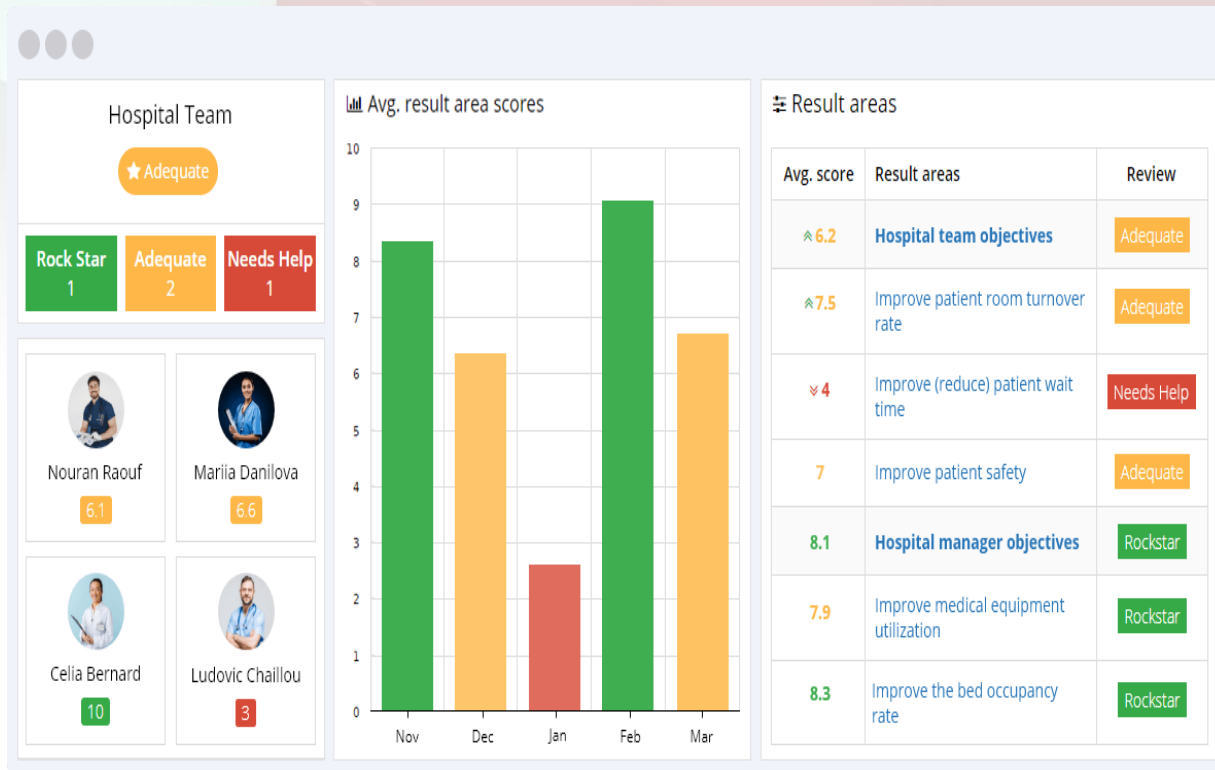 Hospital Team
Adequate
Rock Star
1
Adequate
2
Needs Help
1
Nouran Raouf
6.1
Mariia Danilova
6.6
Celia Bernard
10
Ludovic Chaillou
3
Avg. result area scores
10
9
8
7
6
5
4
3
2
1
0
Nov Dec Jan Feb Mar
Result areas
Avg. score Result areas Review
6.2 Hospital team objectives Adequate
7.5 Improve patient room turnover
rate
Adequate
4 Improve (reduce) patient wait
time
Needs Help
7 Improve patient safety Adequate
8.1 Hospital manager objectives Rockstar
7.9 Improve medical equipment
utilization
Rockstar
8.3 Improve the bed occupancy
rate
Rockstar